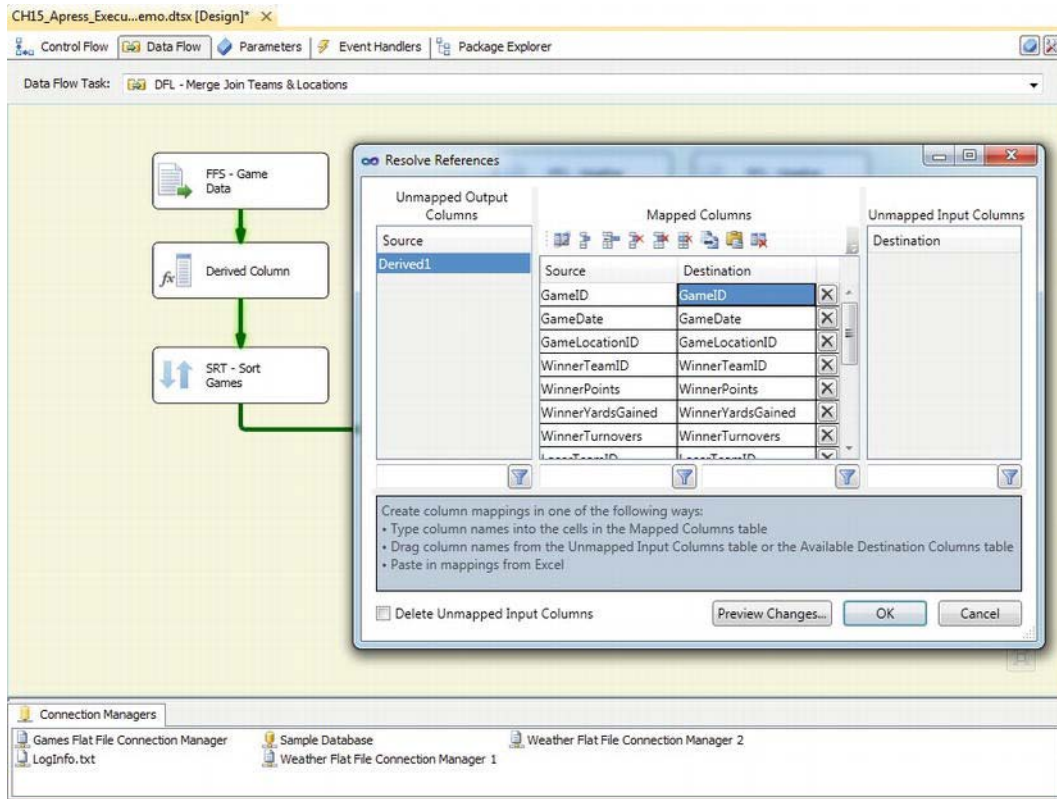 CH15_Apress_Execu...emo.dtsx [Design]*
Control Flow
Data Flow
Parameters
Event Handlers
Package Explorer
Data Flow Task:
DFL - Merge Join Teams & Locations
FFS - Game
Data
fx
Derived Column
SRT - Sort
Games
Resolve References
Unmapped Output
Columns
Mapped Columns
Unmapped Input Columns
Source
Destination
Derived1
Source Destination
GameID GameID
GameDate GameDate
GameLocationID GameLocationID
WinnerTeamID WinnerTeamID
WinnerPoints WinnerPoints
WinnerYardsGained WinnerYardsGained
WinnerTurnovers WinnerTurnovers
LoserTeamID LoserTeamID
Create column mappings in one of the following ways:
• Type column names into the cells in the Mapped Columns table
• Drag column names from the Unmapped Input Columns table or the Available Destination Columns table
• Paste in mappings from Excel
Delete Unmapped Input Columns
Preview Changes...
OK
Cancel
Connection Managers
Games Flat File Connection Manager
Sample Database
Weather Flat File Connection Manager 2
LogInfo.txt
Weather Flat File Connection Manager 1